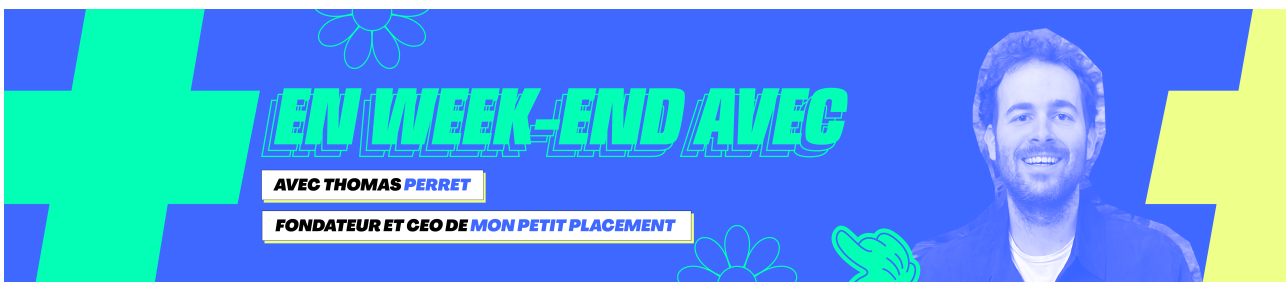 EN WEEK-END AVEC
AVEC THOMAS PERRET
FONDATEUR ET CEO DE MON PETIT PLACEMENT